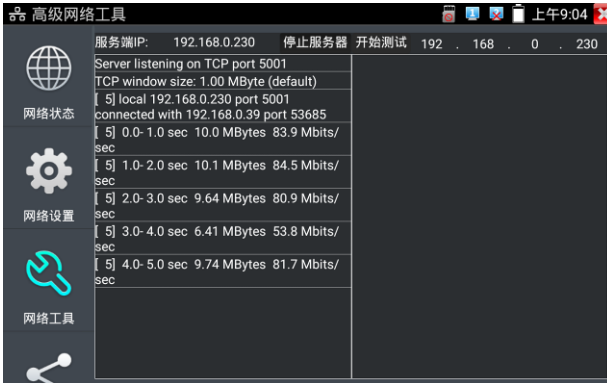 高级网络工具
上午9:04
服务端IP: 192.168.0.230 停止服务器 开始测试 192 . 168 . 0 . 230
Server listening on TCP port 5001
TCP window size: 1.00 MByte (default)
[ 5] local 192.168.0.230 port 5001
connected with 192.168.0.39 port 53685
[ 5] 0.0- 1.0 sec 10.0 MBytes 83.9 Mbits/
sec
[ 5] 1.0- 2.0 sec 10.1 MBytes 84.5 Mbits/
sec
[ 5] 2.0- 3.0 sec 9.64 MBytes 80.9 Mbits/
sec
[ 5] 3.0- 4.0 sec 6.41 MBytes 53.8 Mbits/
sec
[ 5] 4.0- 5.0 sec 9.74 MBytes 81.7 Mbits/
sec
网络状态
网络设置
网络工具